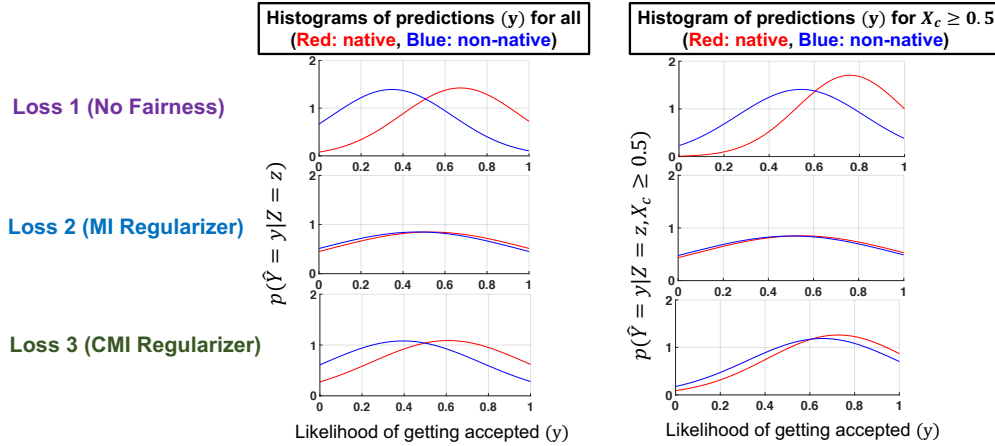 Histograms of predictions (y) for all
(Red: native, Blue: non-native)
Histogram of predictions (y) for X_c ≥ 0.5
(Red: native, Blue: non-native)
Loss 1 (No Fairness)
Loss 2 (MI Regularizer)
Loss 3 (CMI Regularizer)
p(Ŷ = y|Z = z)
2
1
0
0 0.2 0.4 0.6 0.8 1
2
1
0
0 0.2 0.4 0.6 0.8 1
2
1
0
0 0.2 0.4 0.6 0.8 1
Likelihood of getting accepted (y)
p(Ŷ = y|Z = z, X_c ≥ 0.5)
2
1
0
0 0.2 0.4 0.6 0.8 1
2
1
0
0 0.2 0.4 0.6 0.8 1
2
1
0
0 0.2 0.4 0.6 0.8 1
Likelihood of getting accepted (y)